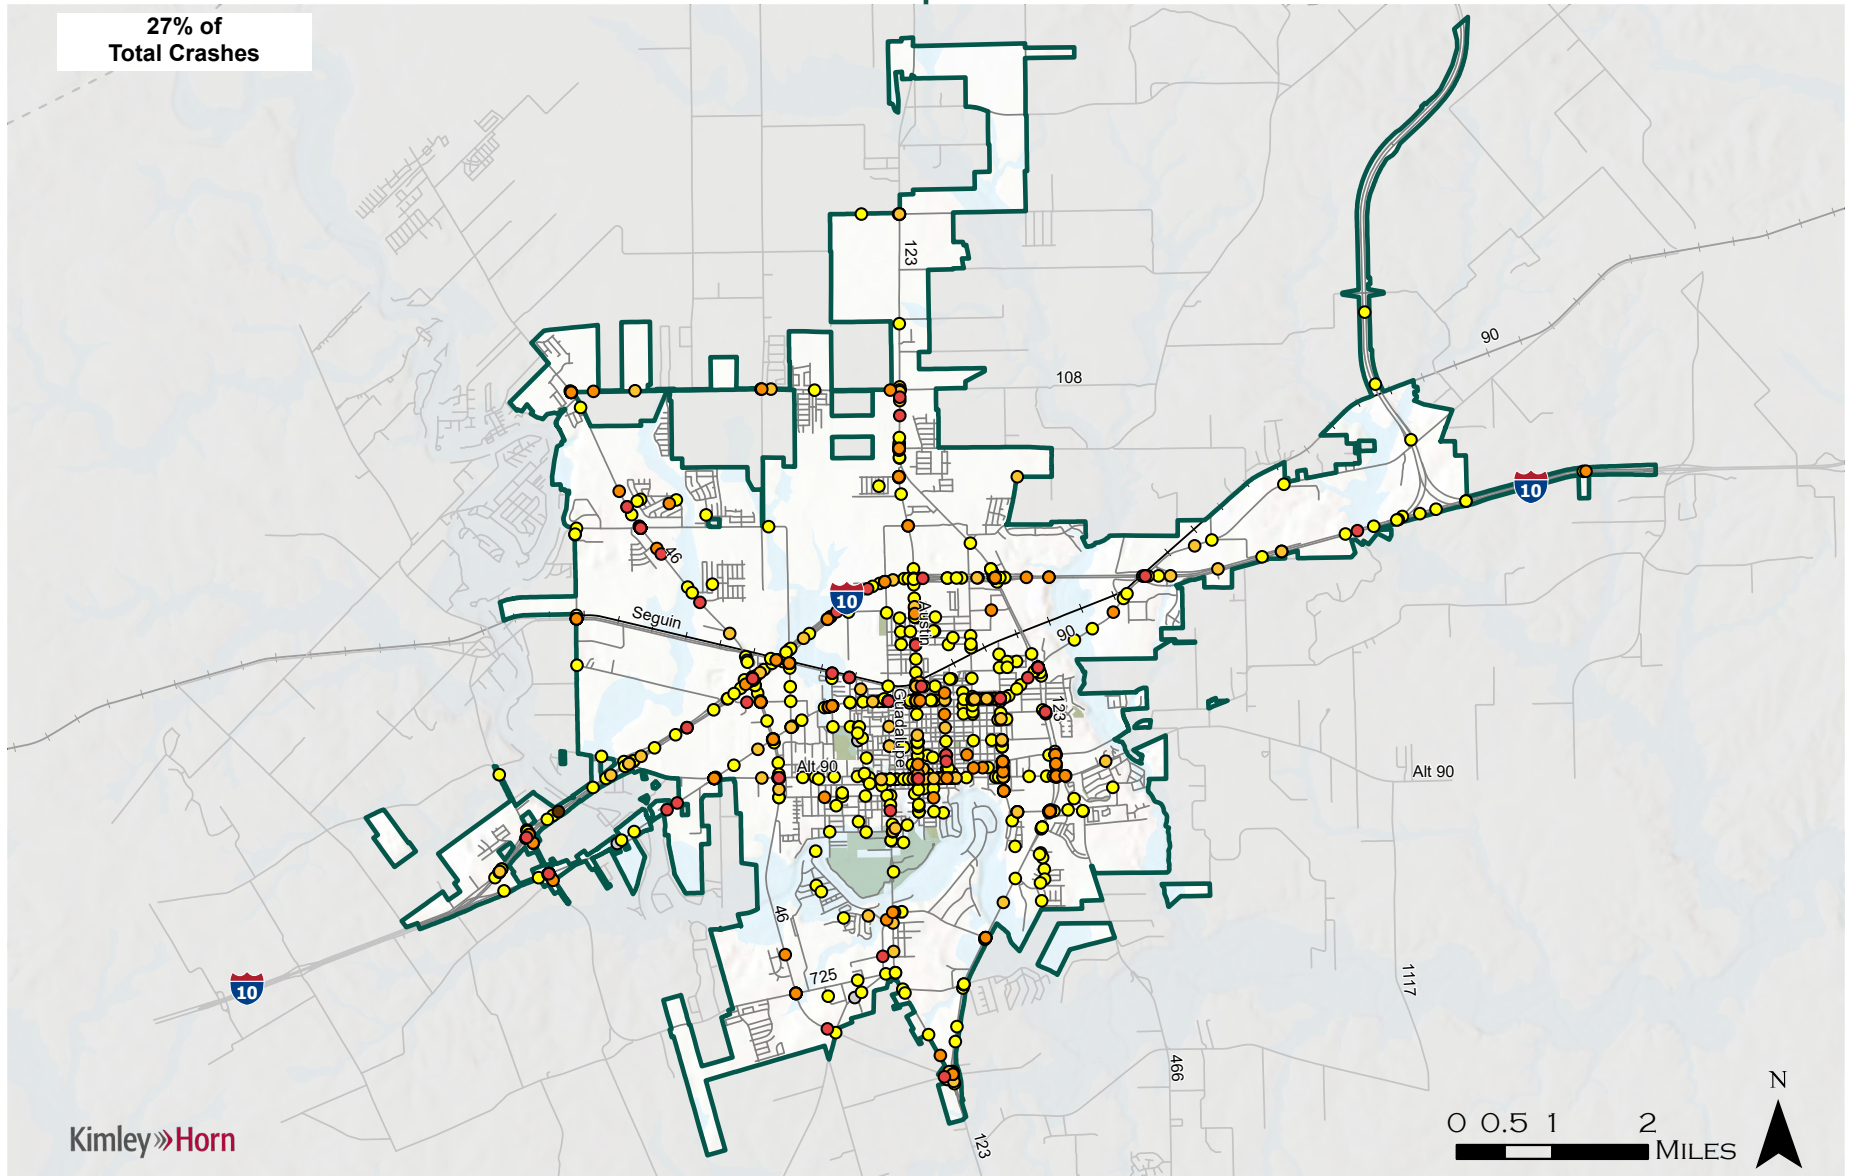 27% of
Total Crashes
123
90
108
10
46
10
Seguin
Austin
90
Guadalupe
123
Alt 90
Alt 90
46
725
10
1117
466
123
Kimley»Horn
N
0 0.5 1 2
MILES